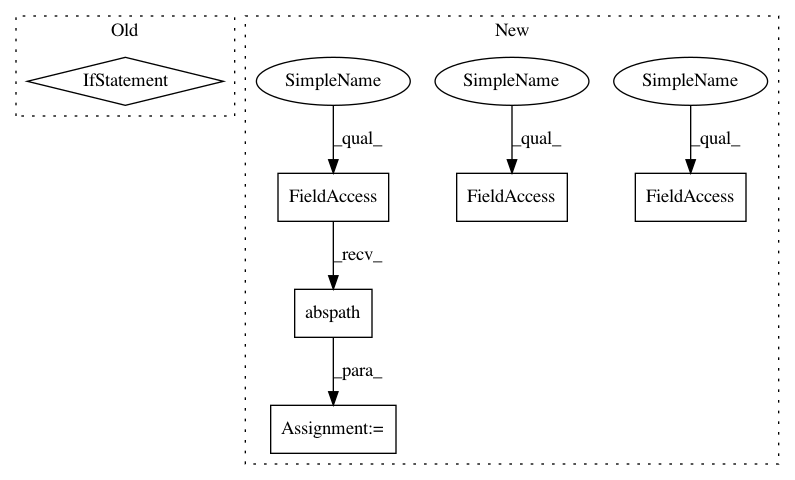 Old
New
IfStatement
SimpleName
SimpleName
SimpleName
_qual_
_qual_
_qual_
FieldAccess
FieldAccess
FieldAccess
_recv_
abspath
_para_
Assignment:=